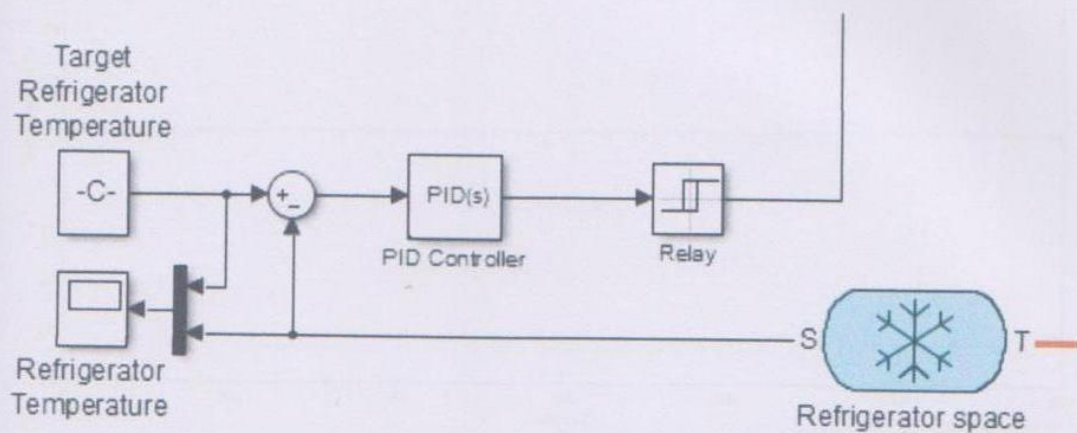 Target
Refrigerator
Temperature
-C-
+
-
PID(s)
PID Controller
Relay
Refrigerator
Temperature
S
T
Refrigerator space